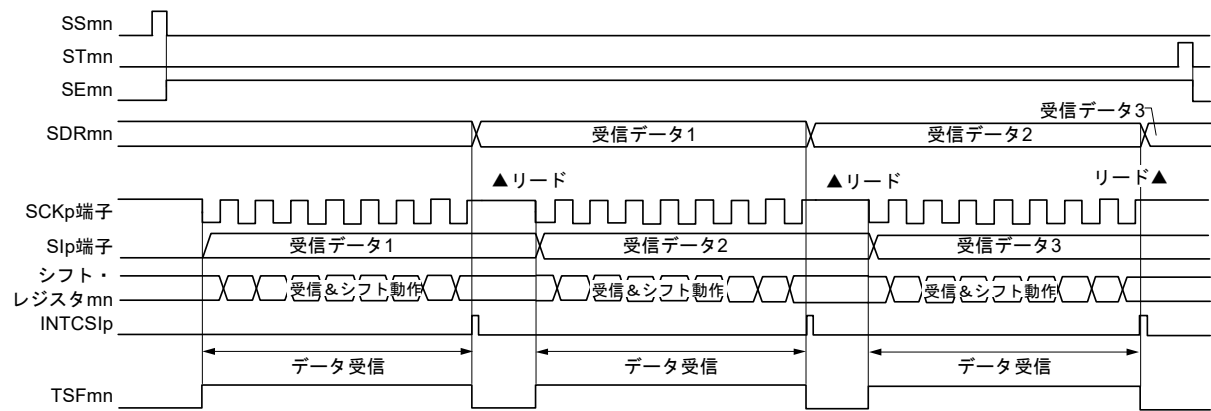 SSmn
STmn
SEmn
受信データ3
SDRmn
受信データ1
受信データ2
▲リード
▲リード
リード▲
SCKp端子
SIp端子
受信データ1
受信データ2
受信データ3
シフト・
レジスタmn
受信＆シフト動作
受信＆シフト動作
受信＆シフト動作
INTCSIp
データ受信
データ受信
データ受信
TSFmn